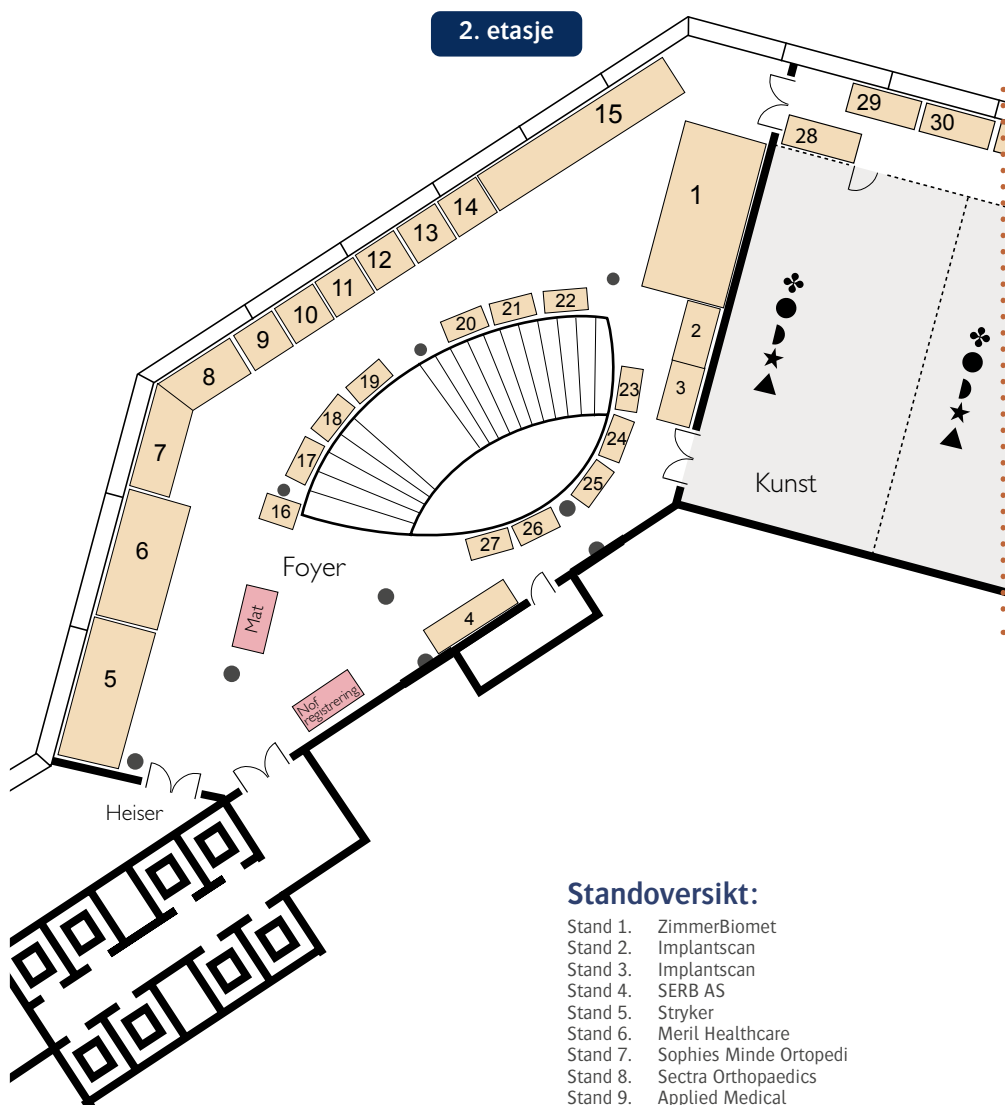 2. etasje
15
29
30
28
1
14
13
12
11
10
9
8
7
6
5
22
21
20
19
18
17
16
2
3
23
24
25
26
27
4
Kunst
Foyer
Mat
Nof
registrering
Heiser
Standoversikt:
Stand 1. ZimmerBiomet
Stand 2. Implantscan
Stand 3. Implantscan
Stand 4. SERB AS
Stand 5. Stryker
Stand 6. Meril Healthcare
Stand 7. Sophies Minde Ortopedi
Stand 8. Sectra Orthopaedics
Stand 9. Applied Medical